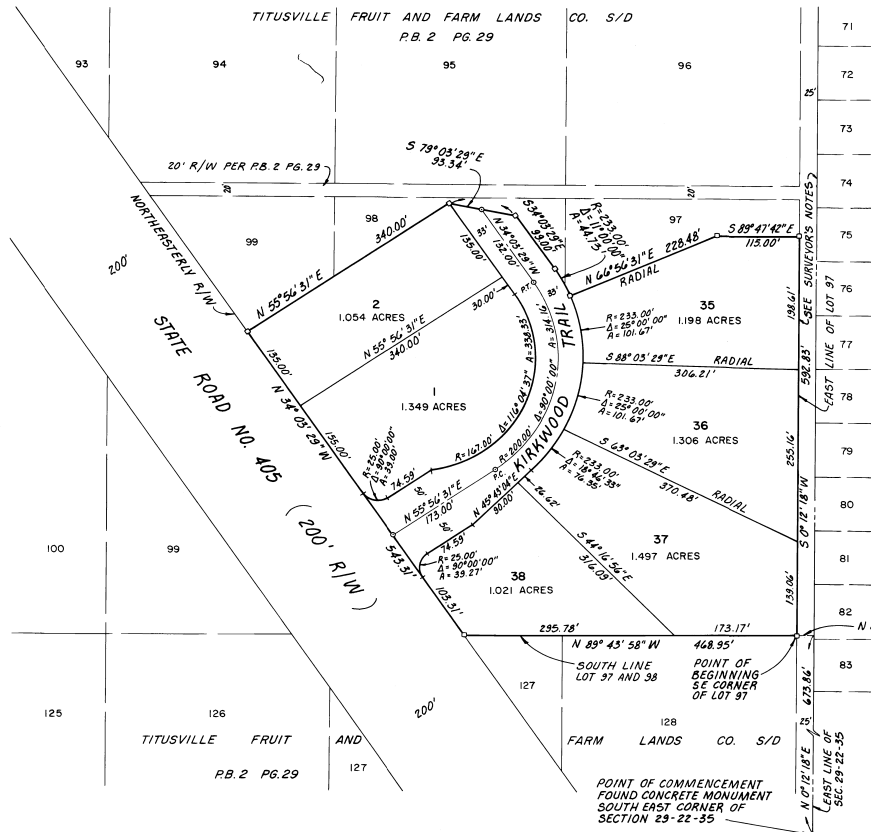 TITUSVILLE FRUIT AND FARM LANDS CO. S/D
P.B. 2 PG. 29
71
93
94
95
96
72
25'
73
S 79°03'29" E
93.34'
20' R/W PER P.B. 2 PG. 29
20'
20'
74
NORTHEASTERLY R/W
98
97
99
340.00'
N 55°56'31" E
135.00'
33'
N 34°03'29" W
132.00'
S 34°03'29" E
99.05'
R=233.00'
Δ=11°00'00"
A=44.73'
S 89°47'42" E
115.00'
75
N 66°56'31" E 228.48'
RADIAL
SEE SURVEYOR'S NOTES
76
200'
2
1.054 ACRES
30.00'
P.T.
33'
TRAIL
35
1.198 ACRES
198.61'
R=233.00'
Δ=25°00'00"
A=101.67'
592.83'
EAST LINE OF LOT 97
77
STATE ROAD NO. 405 (200' R/W)
135.00'
N 55°56'31" E
340.00'
S 88°03'29" E RADIAL
306.21'
78
N 34°03'29" W
1
1.349 ACRES
Δ=116°04'37" A=338.33'
Δ=90°00'00"
R=233.00'
Δ=25°00'00"
A=101.67'
36
1.306 ACRES
135.00'
R=25.00'
Δ=90°00'00"
R=167.00'
R=200.00'
KIRKWOOD
S 63°03'29" E
370.48' RADIAL
255.16'
79
74.59'
50'
P.C.
N 55°56'31" E
173.00'
R=233.00'
Δ=18°46'33"
A=76.35'
S 0°12'18" W
80
N 45°43'04" E
90.00'
26.62'
50'
74.59'
100
99
543.31'
37
1.497 ACRES
S 44°16'56" E
316.09'
81
R=25.00'
Δ=90°00'00"
A=39.27'
38
1.021 ACRES
139.06'
103.31'
82
295.78'
173.17'
N 89°43'58" W 468.95'
N
SOUTH LINE
LOT 97 AND 98
POINT OF
BEGINNING
SE CORNER
OF LOT 97
83
673.86'
127
125
126
200'
128
25'
TITUSVILLE FRUIT AND FARM LANDS CO. S/D
P.B. 2 PG. 29
127
N 0°12'18" E
EAST LINE OF
SEC. 29-22-35
POINT OF COMMENCEMENT
FOUND CONCRETE MONUMENT
SOUTH EAST CORNER OF
SECTION 29-22-35